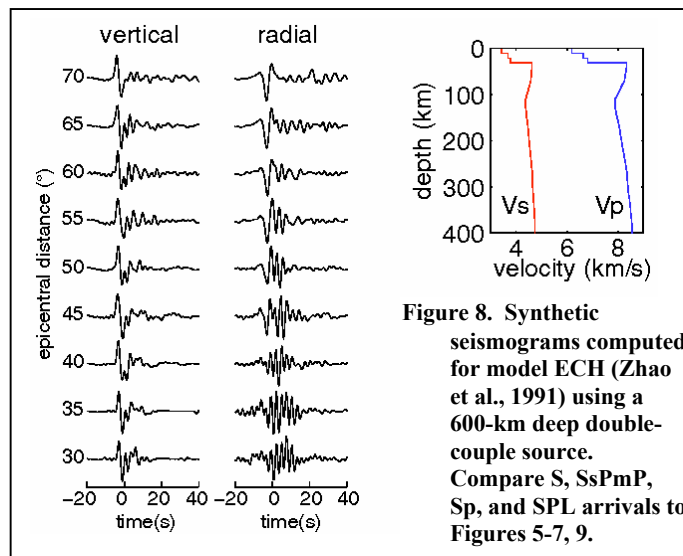 vertical radial
70
65
60
55
50
45
40
35
30
epicentral distance (°)
−20 0 20 40
time(s)
−20 0 20 40
time(s)
0
100
200
300
400
depth (km)
Vs Vp
4 6 8
velocity (km/s)
Figure 8. Synthetic
seismograms computed
for model ECH (Zhao
et al., 1991) using a
600-km deep double-
couple source.
Compare S, SsPmP,
Sp, and SPL arrivals to
Figures 5-7, 9.